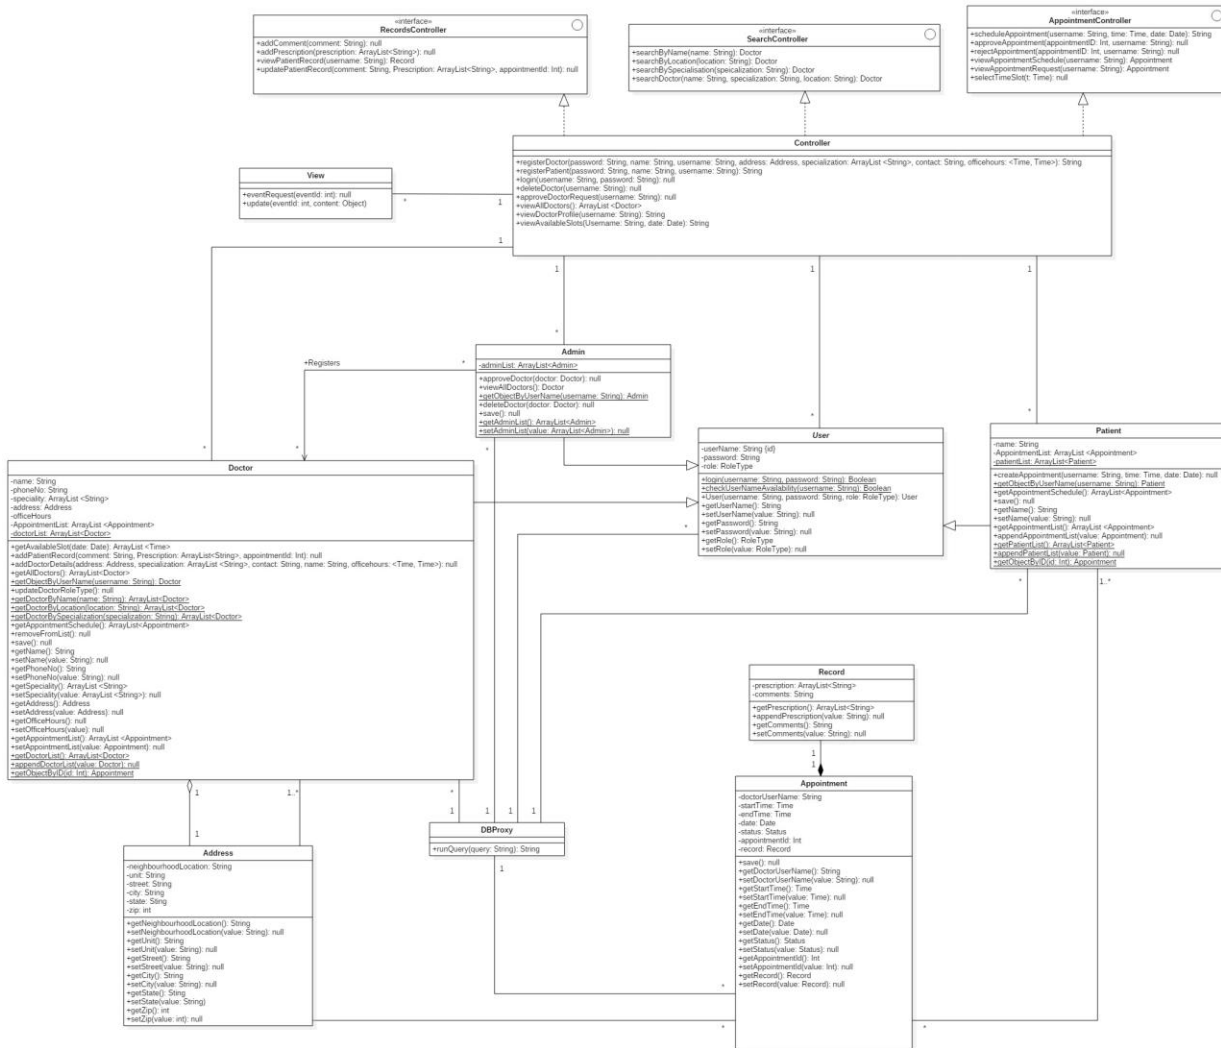 «interface»
RecordsController
+addComment(comment: String): null
+addPrescription(prescription: ArrayList<String>): null
+viewPatientRecord(username: String): Record
+updatePatientRecord(comment: String, Prescription: ArrayList<String>, appointmentId: Int): null
«interface»
SearchController
+searchByName(name: String): Doctor
+searchByLocation(location: String): Doctor
+searchBySpecialisation(speicalization: String): Doctor
+searchDoctor(name: String, specialization: String, location: String): Doctor
«interface»
AppointmentController
+scheduleAppointment(username: String, time: Time, date: Date): String
+approveAppointment(appointmentID: Int, username: String): null
+rejectAppointment(appointmentID: Int, username: String): null
+viewAppointmentSchedule(username: String): Appointment
+viewAppointmentRequest(username: String): Appointment
+selectTimeSlot(t: Time): null
Controller
+registerDoctor(password: String, name: String, username: String, address: Address, specialization: ArrayList <String>, contact: String, officehours: <Time, Time>): String
+registerPatient(password: String, name: String, username: String): String
+login(username: String, password: String): null
+deleteDoctor(username: String): null
+approveDoctorRequest(username: String): null
+viewAllDoctors(): ArrayList <Doctor>
+viewDoctorProfile(username: String): String
+viewAvailableSlots(Username: String, date: Date): String
View
+eventRequest(eventId: int): null
+update(eventId: int, content: Object)
*
1
1
1
1
1
*
+Registers
*
Admin
-adminList: ArrayList<Admin>
+approveDoctor(doctor: Doctor): null
+viewAllDoctors(): Doctor
+getObjectByUserName(username: String): Admin
+deleteDoctor(doctor: Doctor): null
+save(): null
+getAdminList(): ArrayList<Admin>
+setAdminList(value: ArrayList<Admin>): null
*
*
*
*
*
User
-userName: String {id}
-password: String
-role: RoleType
+login(username: String, password: String): Boolean
+checkUserNameAvailability(username: String): Boolean
+User(username: String, password: String, role: RoleType): User
+getUserName(): String
+setUserName(value: String): null
+getPassword(): String
+setPassword(value: String): null
+getRole(): RoleType
+setRole(value: RoleType): null
*
Patient
-name: String
-AppointmentList: ArrayList <Appointment>
-patientList: ArrayList<Patient>
+createAppointment(username: String, time: Time, date: Date): null
+getObjectByUserName(username: String): Patient
+getAppointmentSchedule(): ArrayList<Appointment>
+save(): null
+getName(): String
+setName(value: String): null
+getAppointmentList(): ArrayList <Appointment>
+appendAppointmentList(value: Appointment): null
+getPatientList(): ArrayList<Patient>
+appendPatientList(value: Patient): null
+getObjectByID(id: Int): Appointment
*
1..*
Doctor
-name: String
-phoneNo: String
-speciality: ArrayList <String>
-address: Address
-officeHours
-AppointmentList: ArrayList <Appointment>
-doctorList: ArrayList<Doctor>
+getAvailableSlot(date: Date): ArrayList <Time>
+addPatientRecord(comment: String, Prescription: ArrayList<String>, appointmentId: Int): null
+addDoctorDetails(address: Address, specialization: ArrayList <String>, contact: String, name: String, officehours: <Time, Time>): null
+getAllDoctors(): ArrayList<Doctor>
+getObjectByUserName(username: String): Doctor
+updateDoctorRoleType(): null
+getDoctorByName(name: String): ArrayList<Doctor>
+getDoctorByLocation(location: String): ArrayList<Doctor>
+getDoctorBySpecialization(specialization: String): ArrayList<Doctor>
+getAppointmentSchedule(): ArrayList<Appointment>
+removeFromList(): null
+save(): null
+getName(): String
+setName(value: String): null
+getPhoneNo(): String
+setPhoneNo(value: String): null
+getSpeciality(): ArrayList <String>
+setSpeciality(value: ArrayList <String>): null
+getAddress(): Address
+setAddress(value: Address): null
+getOfficeHours(): null
+setOfficeHours(value): null
+getAppointmentList(): ArrayList <Appointment>
+setAppointmentList(value: Appointment): null
+getDoctorList(): ArrayList<Doctor>
+appendDoctorList(value: Doctor): null
+getObjectByID(id: Int): Appointment
1
1..*
*
1
1
1
1
1
Record
-prescription: ArrayList<String>
-comments: String
+getPrescription(): ArrayList<String>
+appendPrescription(value: String): null
+getComments(): String
+setComments(value: String): null
1
1
DBProxy
+runQuery(query: String): String
1
Address
-neighbourhoodLocation: String
-unit: String
-street: String
-city: String
-state: Sting
-zip: int
+getNeighbourhoodLocation(): String
+setNeighbourhoodLocation(value: String): null
+getUnit(): String
+setUnit(value: String): null
+getStreet(): String
+setStreet(value: String): null
+getCity(): String
+setCity(value: String): null
+getState(): Sting
+setState(value: String)
+getZip(): int
+setZip(value: int): null
Appointment
-doctorUserName: String
-startTime: Time
-endTime: Time
-date: Date
-status: Status
-appointmentId: Int
-record: Record
+save(): null
+getDoctorUserName(): String
+setDoctorUserName(value: String): null
+getStartTime(): Time
+setStartTime(value: Time): null
+getEndTime(): Time
+setEndTime(value: Time): null
+getDate(): Date
+setDate(value: Date): null
+getStatus(): Status
+setStatus(value: Status): null
+getAppointmentId(): Int
+setAppointmentId(value: Int): null
+getRecord(): Record
+setRecord(value: Record): null
*
*
*